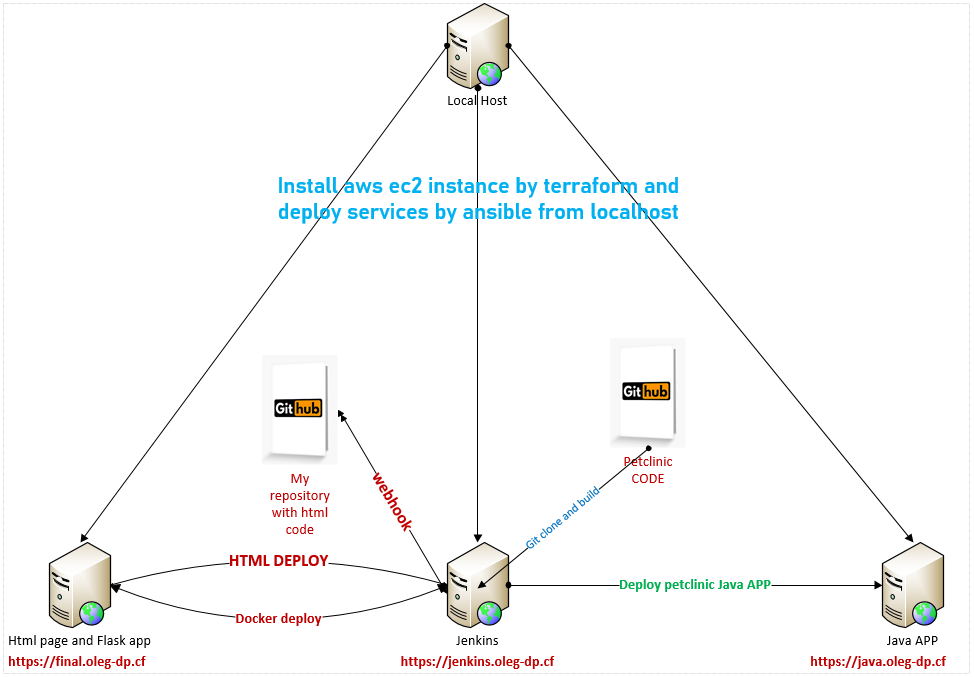 Local Host
Install aws ec2 instance by terraform and
deploy services by ansible from localhost
Git hub
Git hub
My
repository
with html
code
Petclinic
CODE
webhook
Git clone and build
HTML DEPLOY
Docker deploy
Deploy petclinic Java APP
Html page and Flask app
https://final.oleg-dp.cf
Jenkins
https://jenkins.oleg-dp.cf
Java APP
https://java.oleg-dp.cf